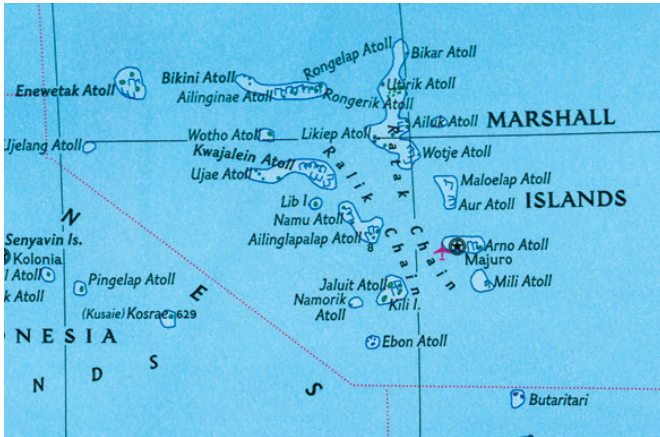 Rongelap Atoll
Bikar Atoll
Bikini Atoll
Enewetak Atoll
Ailinginae Atoll
Utirik Atoll
Rongerik Atoll
Ailuk Atoll
MARSHALL
Wotho Atoll
Likiep Atoll
Ujelang Atoll
Kwajalein Atoll
Wotje Atoll
Ujae Atoll
Ralik Chain
Ratak Chain
Maloelap Atoll
Lib I.
Aur Atoll
ISLANDS
Namu Atoll
N
Senyavin Is.
Ailinglapalap Atoll
8
Arno Atoll
Kolonia
Majuro
l Atoll
Pingelap Atoll
Jaluit Atoll
Mili Atoll
k Atoll
E
Namorik
Atoll
Kili I.
(Kusaie) Kosrae 629
NESIA
Ebon Atoll
N D S
S
Butaritari